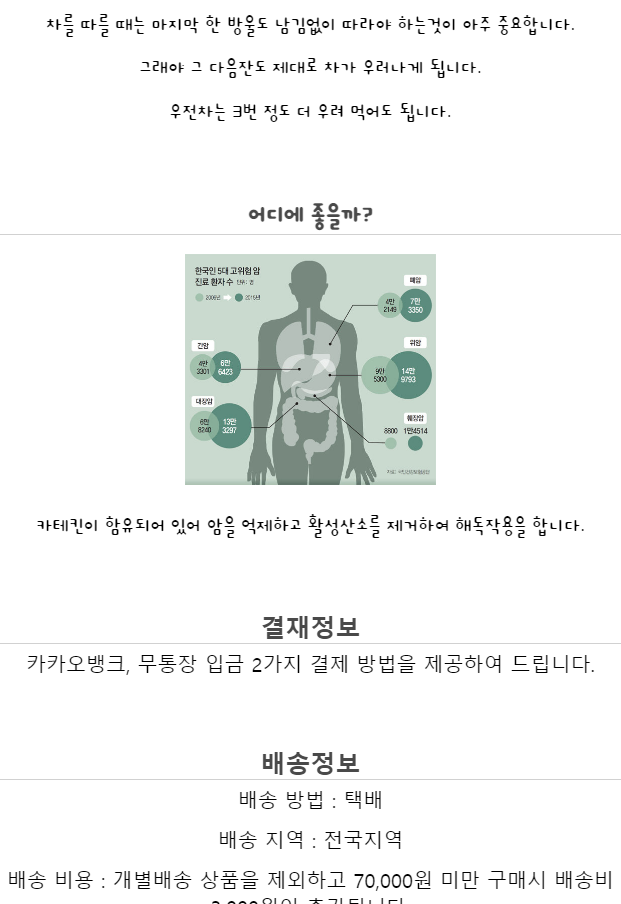 차를 따를 때는 마지막 한 방울도 남김없이 따라야 하는것이 아주 중요합니다.
그래야 그 다음잔도 제대로 차가 우러나게 됩니다.
우전차는 3번 정도 더 우려 먹어도 됩니다.
어디에 좋을까?
한국인 5대 고위험 암
진료 환자 수 단위: 명
2006년 2015년
폐암
4만
2149
7만
3350
간암
4만
3301
6만
6423
위암
9만
5300
14만
9793
대장암
6만
8240
13만
3297
췌장암
8800
1만4514
자료: 국민건강보험공단
카테킨이 함유되어 있어 암을 억제하고 활성산소를 제거하여 해독작용을 합니다.
결재정보
카카오뱅크, 무통장 입금 2가지 결제 방법을 제공하여 드립니다.
배송정보
배송 방법 : 택배
배송 지역 : 전국지역
배송 비용 : 개별배송 상품을 제외하고 70,000원 미만 구매시 배송비